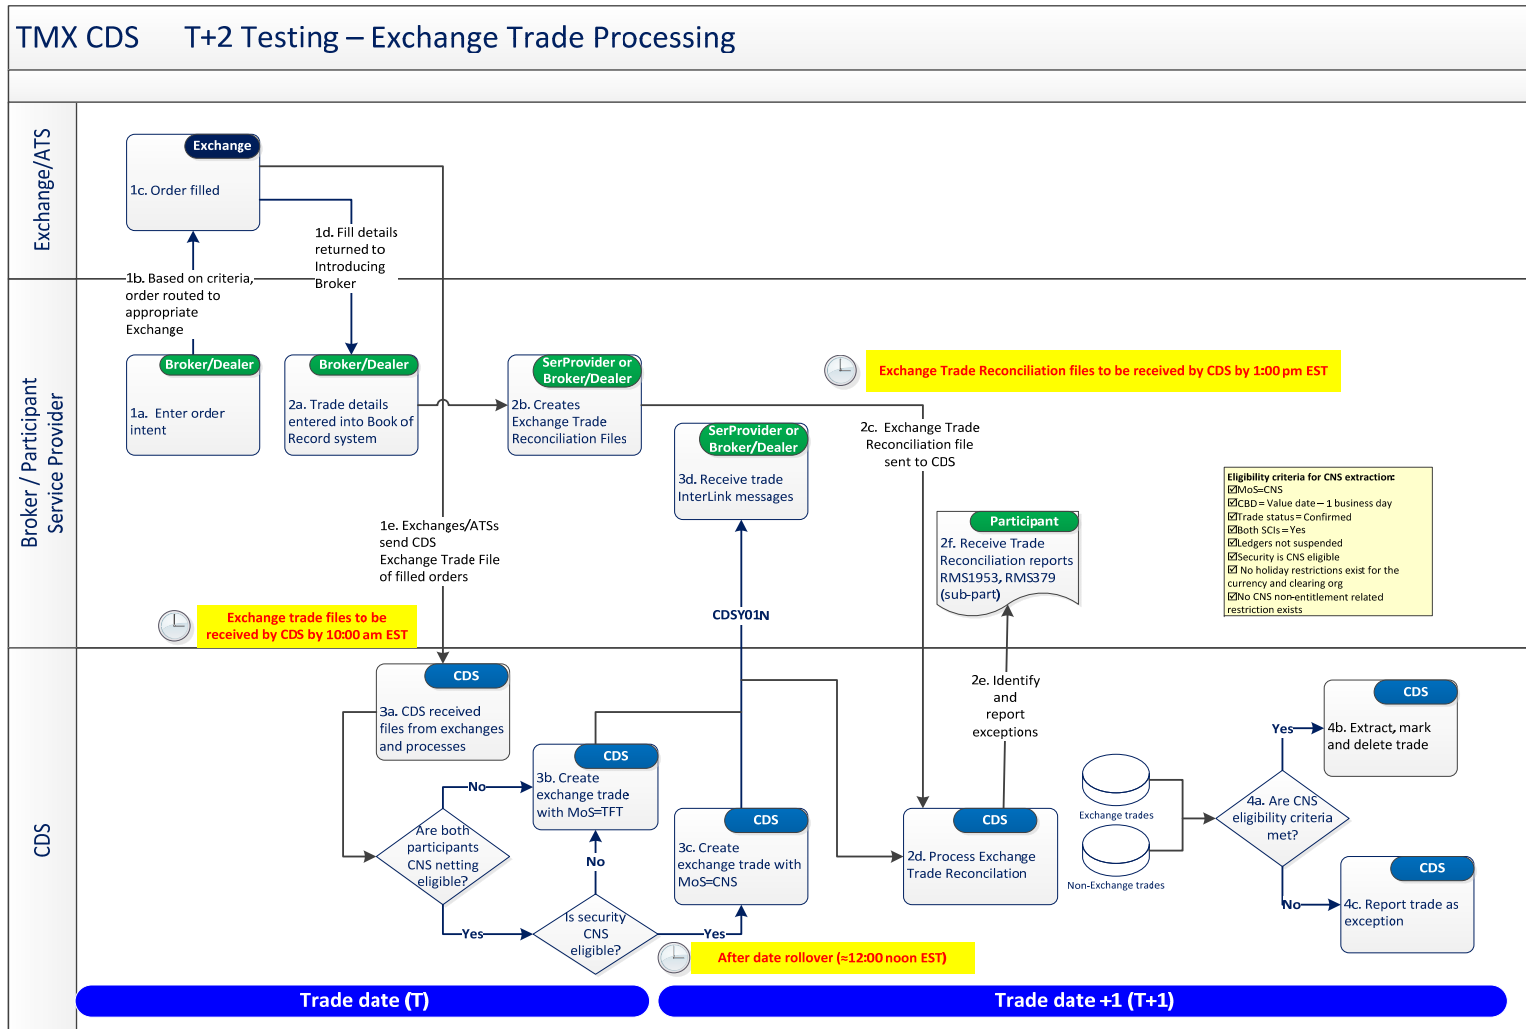 TMX CDS T+2 Testing – Exchange Trade Processing
Exchange/ATS
Exchange
1c. Order filled
1d. Fill details
returned to
Introducing
Broker
1b. Based on criteria,
order routed to
appropriate
Exchange
Broker / Participant
Service Provider
Broker/Dealer
1a. Enter order
intent
Broker/Dealer
2a. Trade details
entered into Book of
Record system
SerProvider or
Broker/Dealer
2b. Creates
Exchange Trade
Reconciliation Files
Exchange Trade Reconciliation files to be received by CDS by 1:00 pm EST
SerProvider or
Broker/Dealer
3d. Receive trade
InterLink messages
2c. Exchange Trade
Reconciliation file
sent to CDS
Eligibility criteria for CNS extraction:
☑MoS=CNS
☑CBD = Value date – 1 business day
☑Trade status = Confirmed
☑Both SCIs = Yes
☑Ledgers not suspended
☑Security is CNS eligible
☑ No holiday restrictions exist for the
currency and clearing org
☑No CNS non-entitlement related
restriction exists
1e. Exchanges/ATSs
send CDS
Exchange Trade File
of filled orders
Participant
2f. Receive Trade
Reconciliation reports
RMS1953, RMS379
(sub-part)
Exchange trade files to be
received by CDS by 10:00 am EST
CDSY01N
CDS
CDS
3a. CDS received
files from exchanges
and processes
2e. Identify
and
report
exceptions
CDS
4b. Extract, mark
and delete trade
Yes
CDS
3b. Create
exchange trade
with MoS=TFT
No
Are both
participants
CNS netting
eligible?
No
CDS
3c. Create
exchange trade with
MoS=CNS
CDS
2d. Process Exchange
Trade Reconcilation
Exchange trades
Non-Exchange trades
4a. Are CNS
eligibility criteria
met?
CDS
4c. Report trade as
exception
No
Yes
Is security
CNS
eligible?
Yes
After date rollover (≈12:00 noon EST)
Trade date (T)
Trade date +1 (T+1)